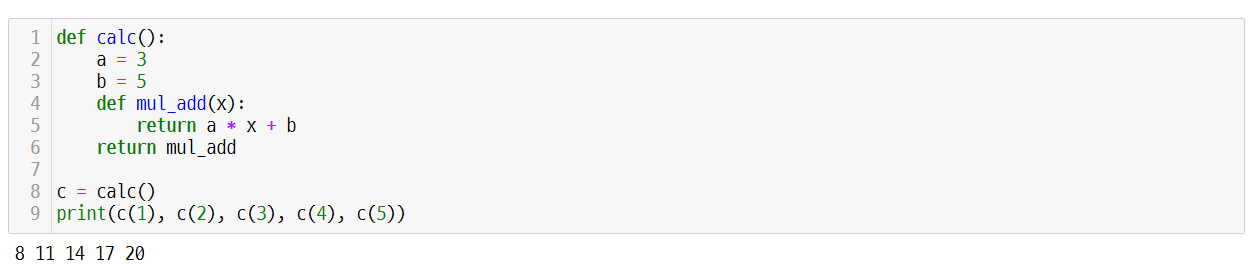 1 def calc():
2     a = 3
3     b = 5
4     def mul_add(x):
5         return a * x + b
6     return mul_add
7
8 c = calc()
9 print(c(1), c(2), c(3), c(4), c(5))
8 11 14 17 20